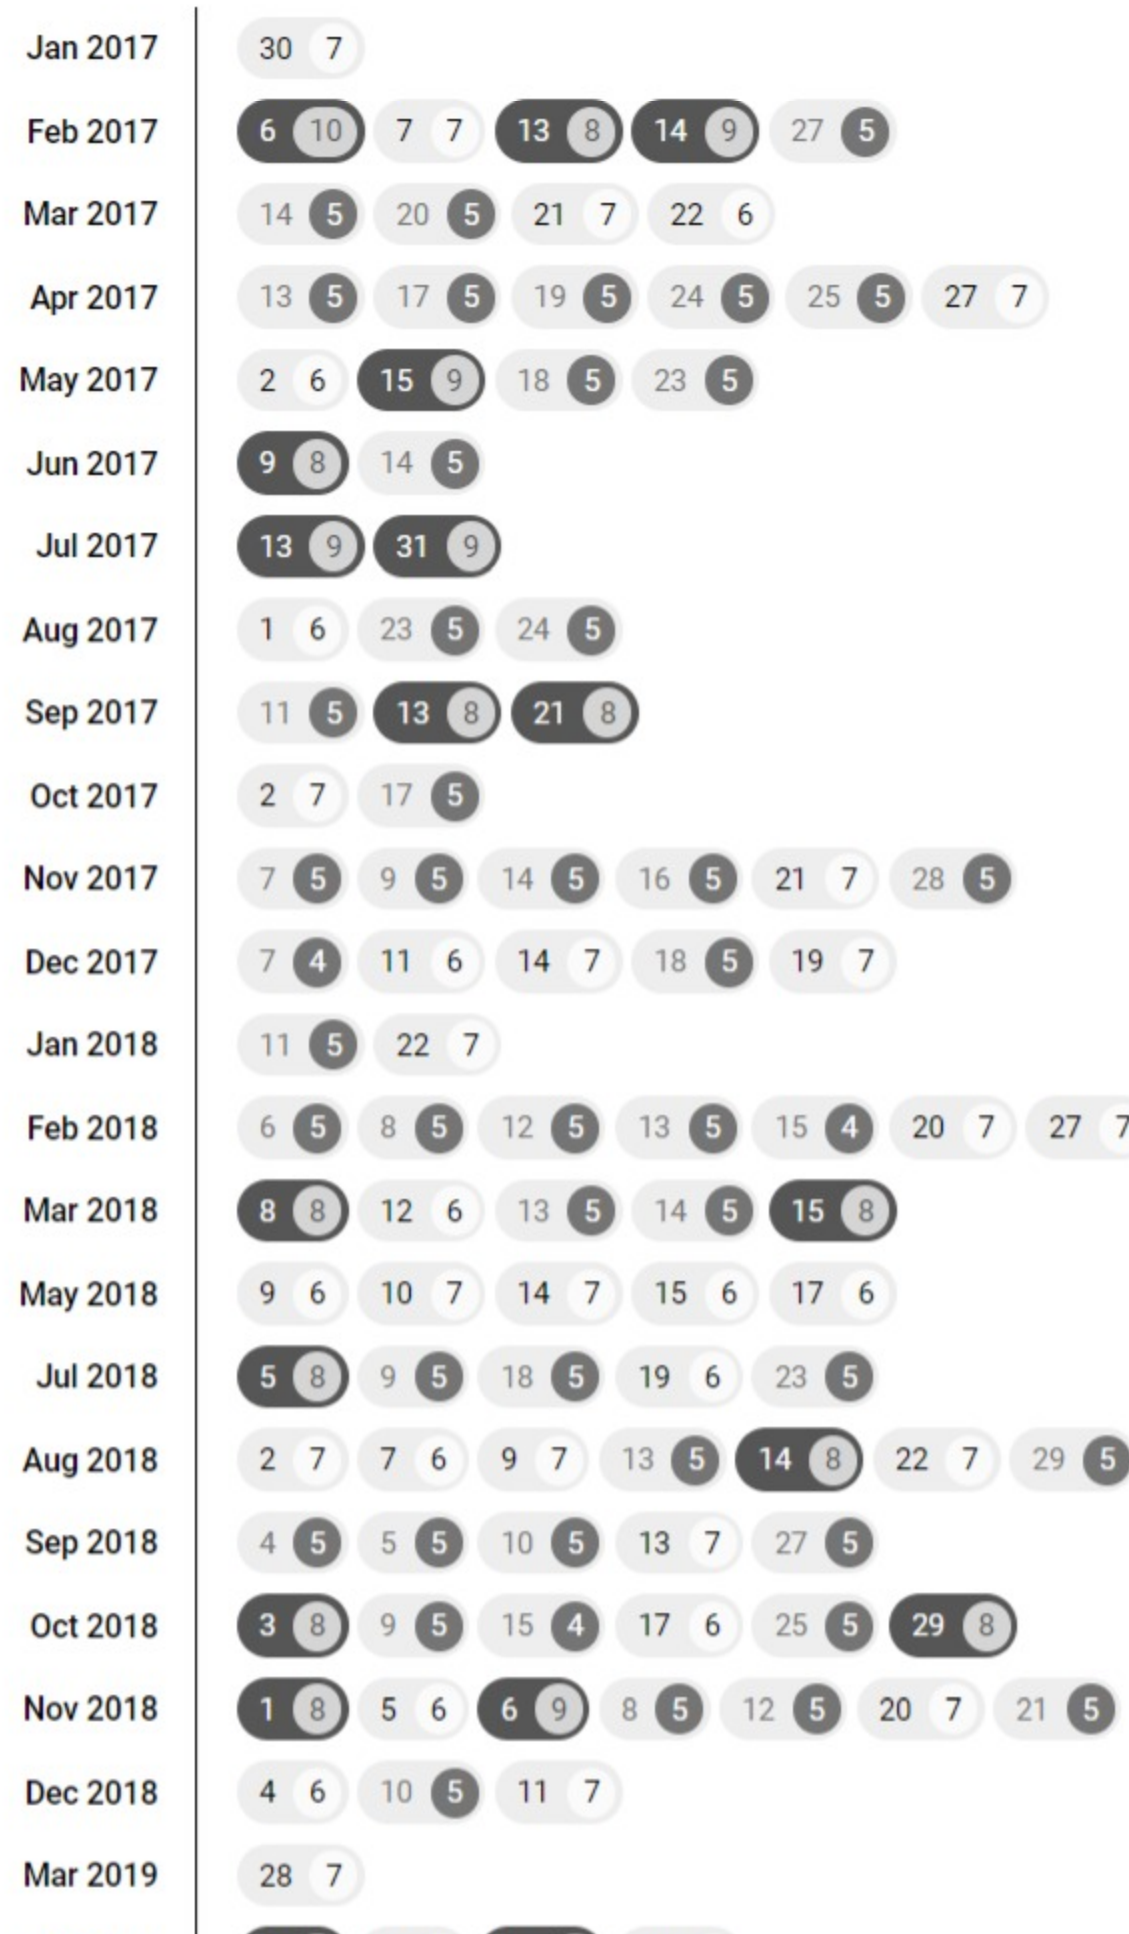 Jan 2017 30 7
Feb 2017 6 10 7 7 13 8 14 9 27 5
Mar 2017 14 5 20 5 21 7 22 6
Apr 2017 13 5 17 5 19 5 24 5 25 5 27 7
May 2017 2 6 15 9 18 5 23 5
Jun 2017 9 8 14 5
Jul 2017 13 9 31 9
Aug 2017 1 6 23 5 24 5
Sep 2017 11 5 13 8 21 8
Oct 2017 2 7 17 5
Nov 2017 7 5 9 5 14 5 16 5 21 7 28 5
Dec 2017 7 4 11 6 14 7 18 5 19 7
Jan 2018 11 5 22 7
Feb 2018 6 5 8 5 12 5 13 5 15 4 20 7 27 7
Mar 2018 8 8 12 6 13 5 14 5 15 8
May 2018 9 6 10 7 14 7 15 6 17 6
Jul 2018 5 8 9 5 18 5 19 6 23 5
Aug 2018 2 7 7 6 9 7 13 5 14 8 22 7 29 5
Sep 2018 4 5 5 5 10 5 13 7 27 5
Oct 2018 3 8 9 5 15 4 17 6 25 5 29 8
Nov 2018 1 8 5 6 6 9 8 5 12 5 20 7 21 5
Dec 2018 4 6 10 5 11 7
Mar 2019 28 7